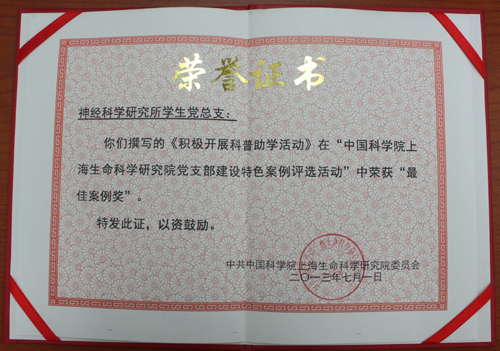 荣誉证书
神经科学研究所学生党总支：
你们撰写的《积极开展科普助学活动》在“中国科学院上
海生命科学研究院党支部建设特色案例评选活动”中荣获“最
佳案例奖”。
特发此证，以资鼓励。
中共中国科学院上海生命科学研究院委员会
二〇一三年七月一日